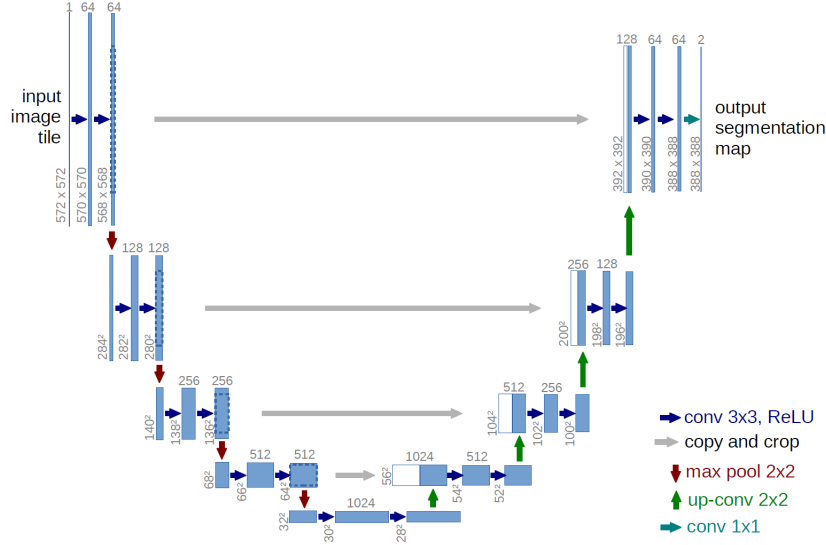 1 64 64
128 64 64 2
input
image
tile
output
segmentation
map
572 x 572
570 x 570
568 x 568
392 x 392
390 x 390
388 x 388
388 x 388
128 128
256 128
284²
282²
280²
200²
198²
196²
256 256
512 256
140²
138²
136²
104²
102²
100²
conv 3x3, ReLU
copy and crop
max pool 2x2
up-conv 2x2
conv 1x1
512 512
1024 512
68²
66²
64²
56²
54²
52²
1024
32²
30²
28²